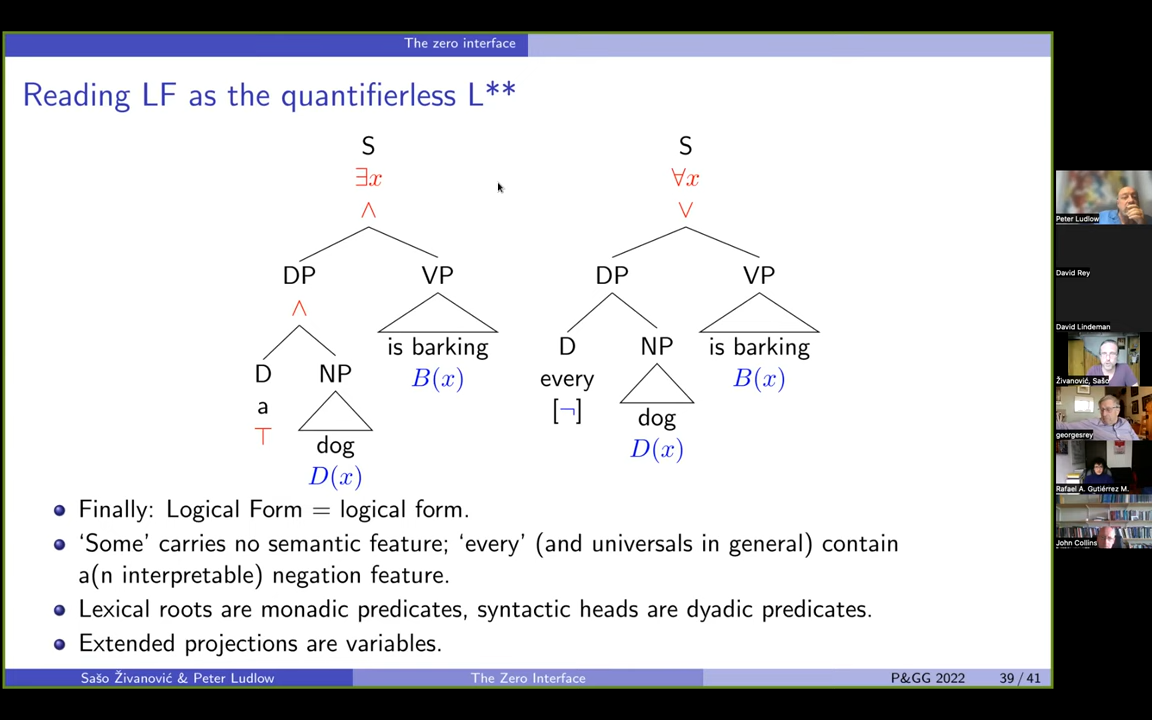 The zero interface
Reading LF as the quantifierless L**
S S
∃x ∀x
∧ ∨
DP VP DP VP
∧
is barking D NP is barking
D NP B(x) every B(x)
a [¬]
⊤ dog
dog D(x)
D(x)
Finally: Logical Form = logical form.
‘Some’ carries no semantic feature; ‘every’ (and universals in general) contain
a(n interpretable) negation feature.
Lexical roots are monadic predicates, syntactic heads are dyadic predicates.
Extended projections are variables.
Sašo Živanović & Peter Ludlow The Zero Interface P&GG 2022 39 / 41
Peter Ludlow
David Rey
David Lindeman
Živanović, Sašo
georgesrey
Rafael A. Gutiérrez M.
John Collins